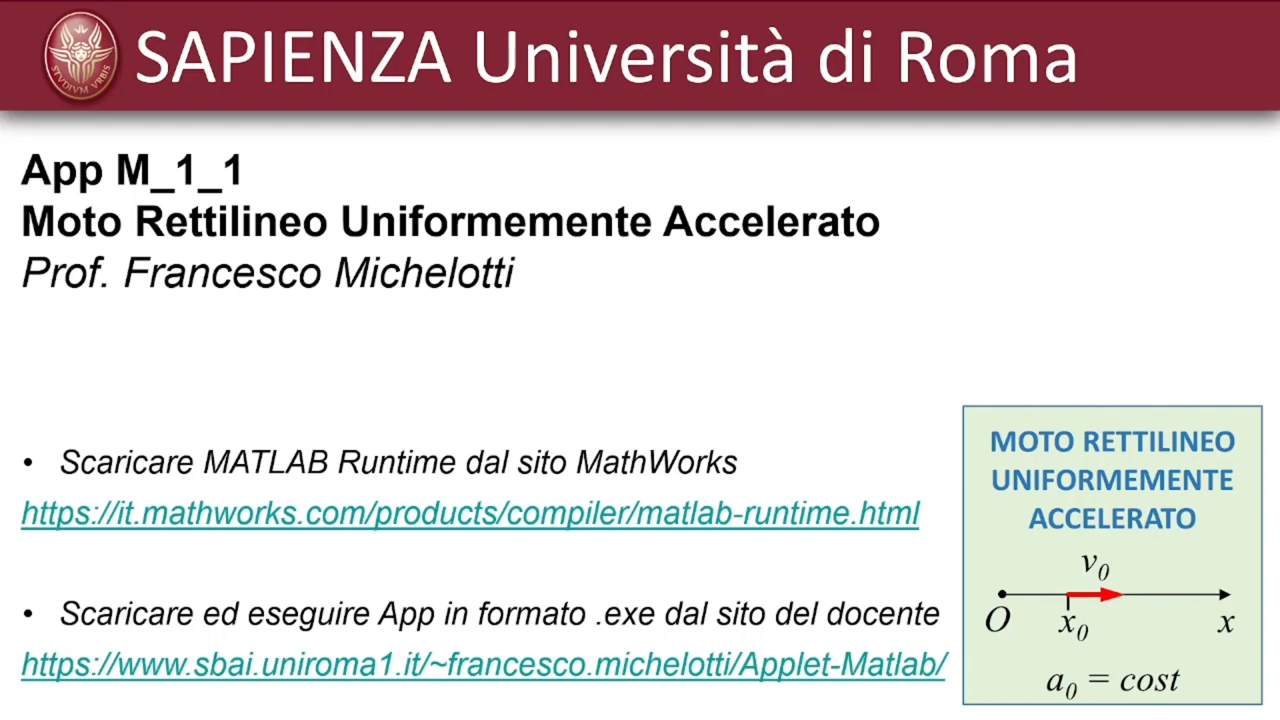 SAPIENZA Università di Roma
STVDIVM VRBIS
App M_1_1
Moto Rettilineo Uniformemente Accelerato
Prof. Francesco Michelotti
• Scaricare MATLAB Runtime dal sito MathWorks
https://it.mathworks.com/products/compiler/matlab-runtime.html
• Scaricare ed eseguire App in formato .exe dal sito del docente
https://www.sbai.uniroma1.it/~francesco.michelotti/Applet-Matlab/
MOTO RETTILINEO
UNIFORMEMENTE
ACCELERATO
v0
O x0 x
a0 = cost